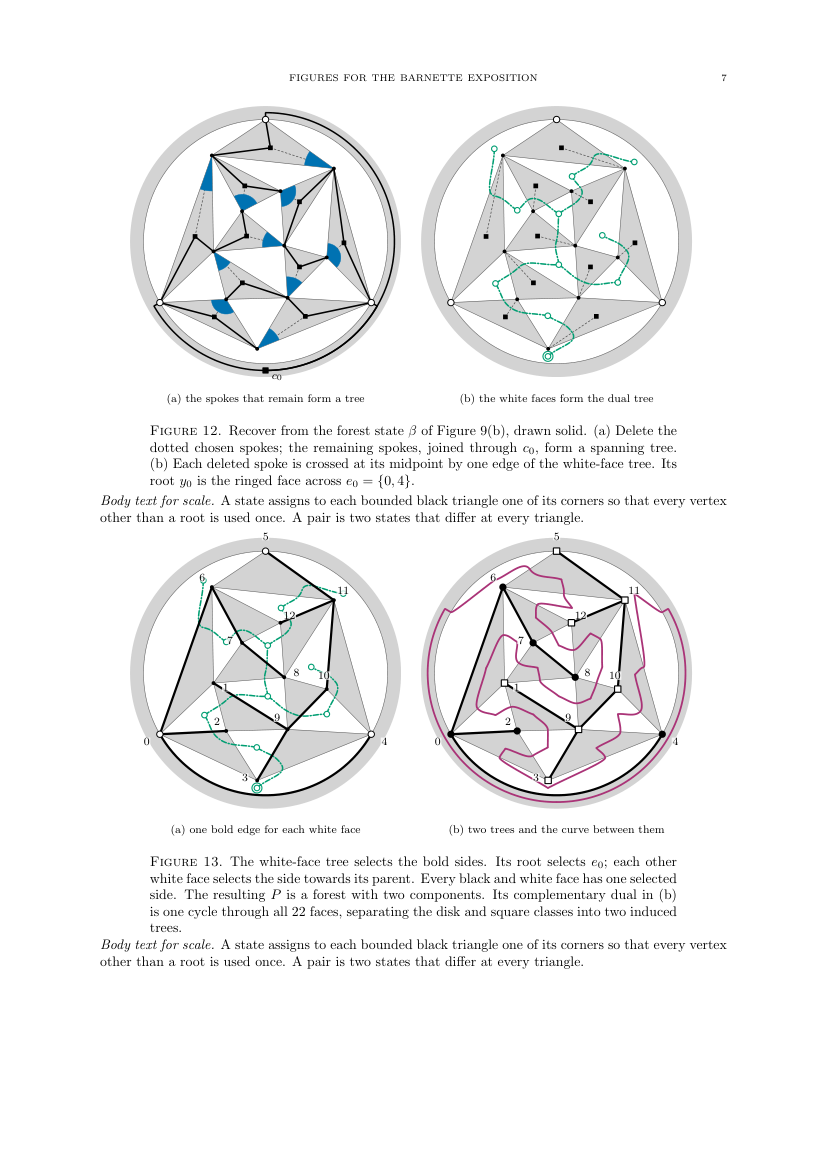 FIGURES FOR THE BARNETTE EXPOSITION 7
c0
(a) the spokes that remain form a tree
(b) the white faces form the dual tree
FIGURE 12. Recover from the forest state β of Figure 9(b), drawn solid. (a) Delete the
dotted chosen spokes; the remaining spokes, joined through c0, form a spanning tree.
(b) Each deleted spoke is crossed at its midpoint by one edge of the white-face tree. Its
root y0 is the ringed face across e0 = {0, 4}.
Body text for scale. A state assigns to each bounded black triangle one of its corners so that every vertex
other than a root is used once. A pair is two states that differ at every triangle.
5
6
11
12
7
8
10
1
2
9
0
4
3
5
6
11
12
7
8
10
1
2
9
0
4
3
(a) one bold edge for each white face
(b) two trees and the curve between them
FIGURE 13. The white-face tree selects the bold sides. Its root selects e0; each other
white face selects the side towards its parent. Every black and white face has one selected
side. The resulting P is a forest with two components. Its complementary dual in (b)
is one cycle through all 22 faces, separating the disk and square classes into two induced
trees.
Body text for scale. A state assigns to each bounded black triangle one of its corners so that every vertex
other than a root is used once. A pair is two states that differ at every triangle.